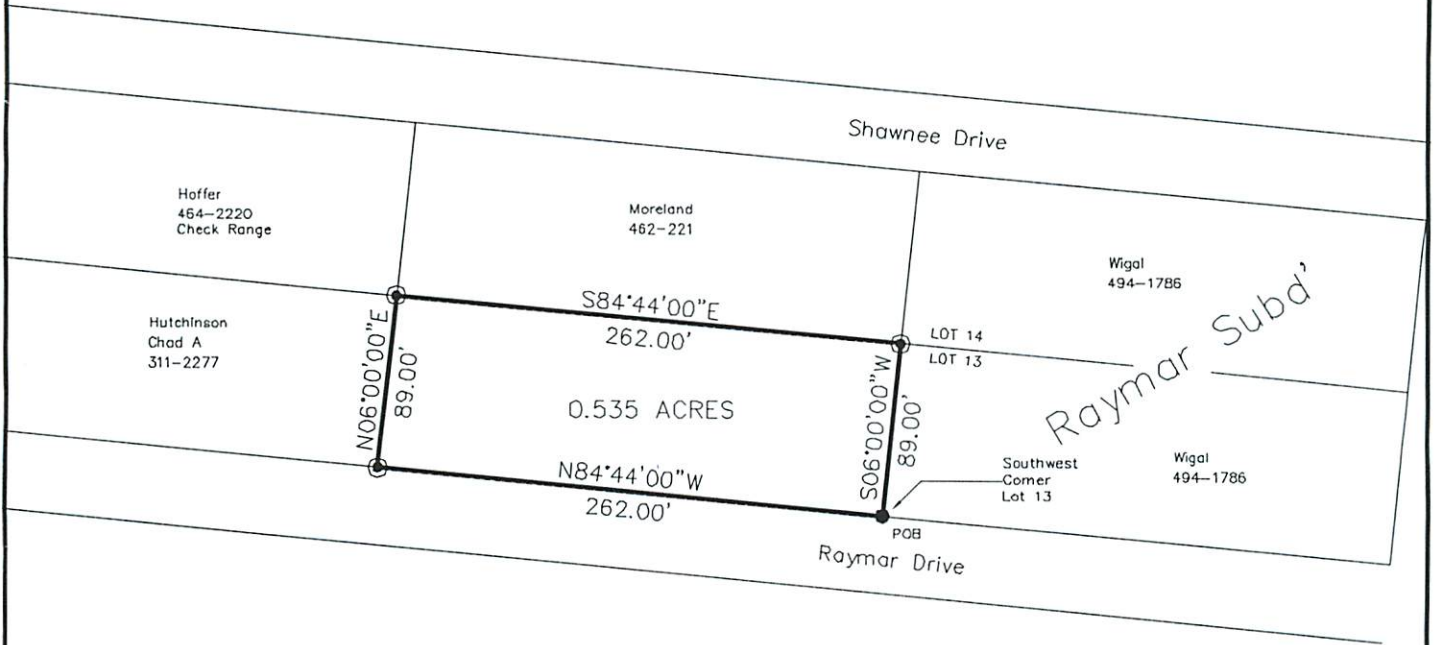 Shawnee Drive
Hoffer
464-2220
Check Range
Moreland
462-221
Wigal
494-1786
Raymar Subd'
Hutchinson
Chad A
311-2277
S84°44'00"E
262.00'
LOT 14
LOT 13
N06°00'00"E
89.00'
0.535 ACRES
S06°00'00"W
89.00'
N84°44'00"W
262.00'
Southwest
Corner
Lot 13
Wigal
494-1786
POB
Raymar Drive